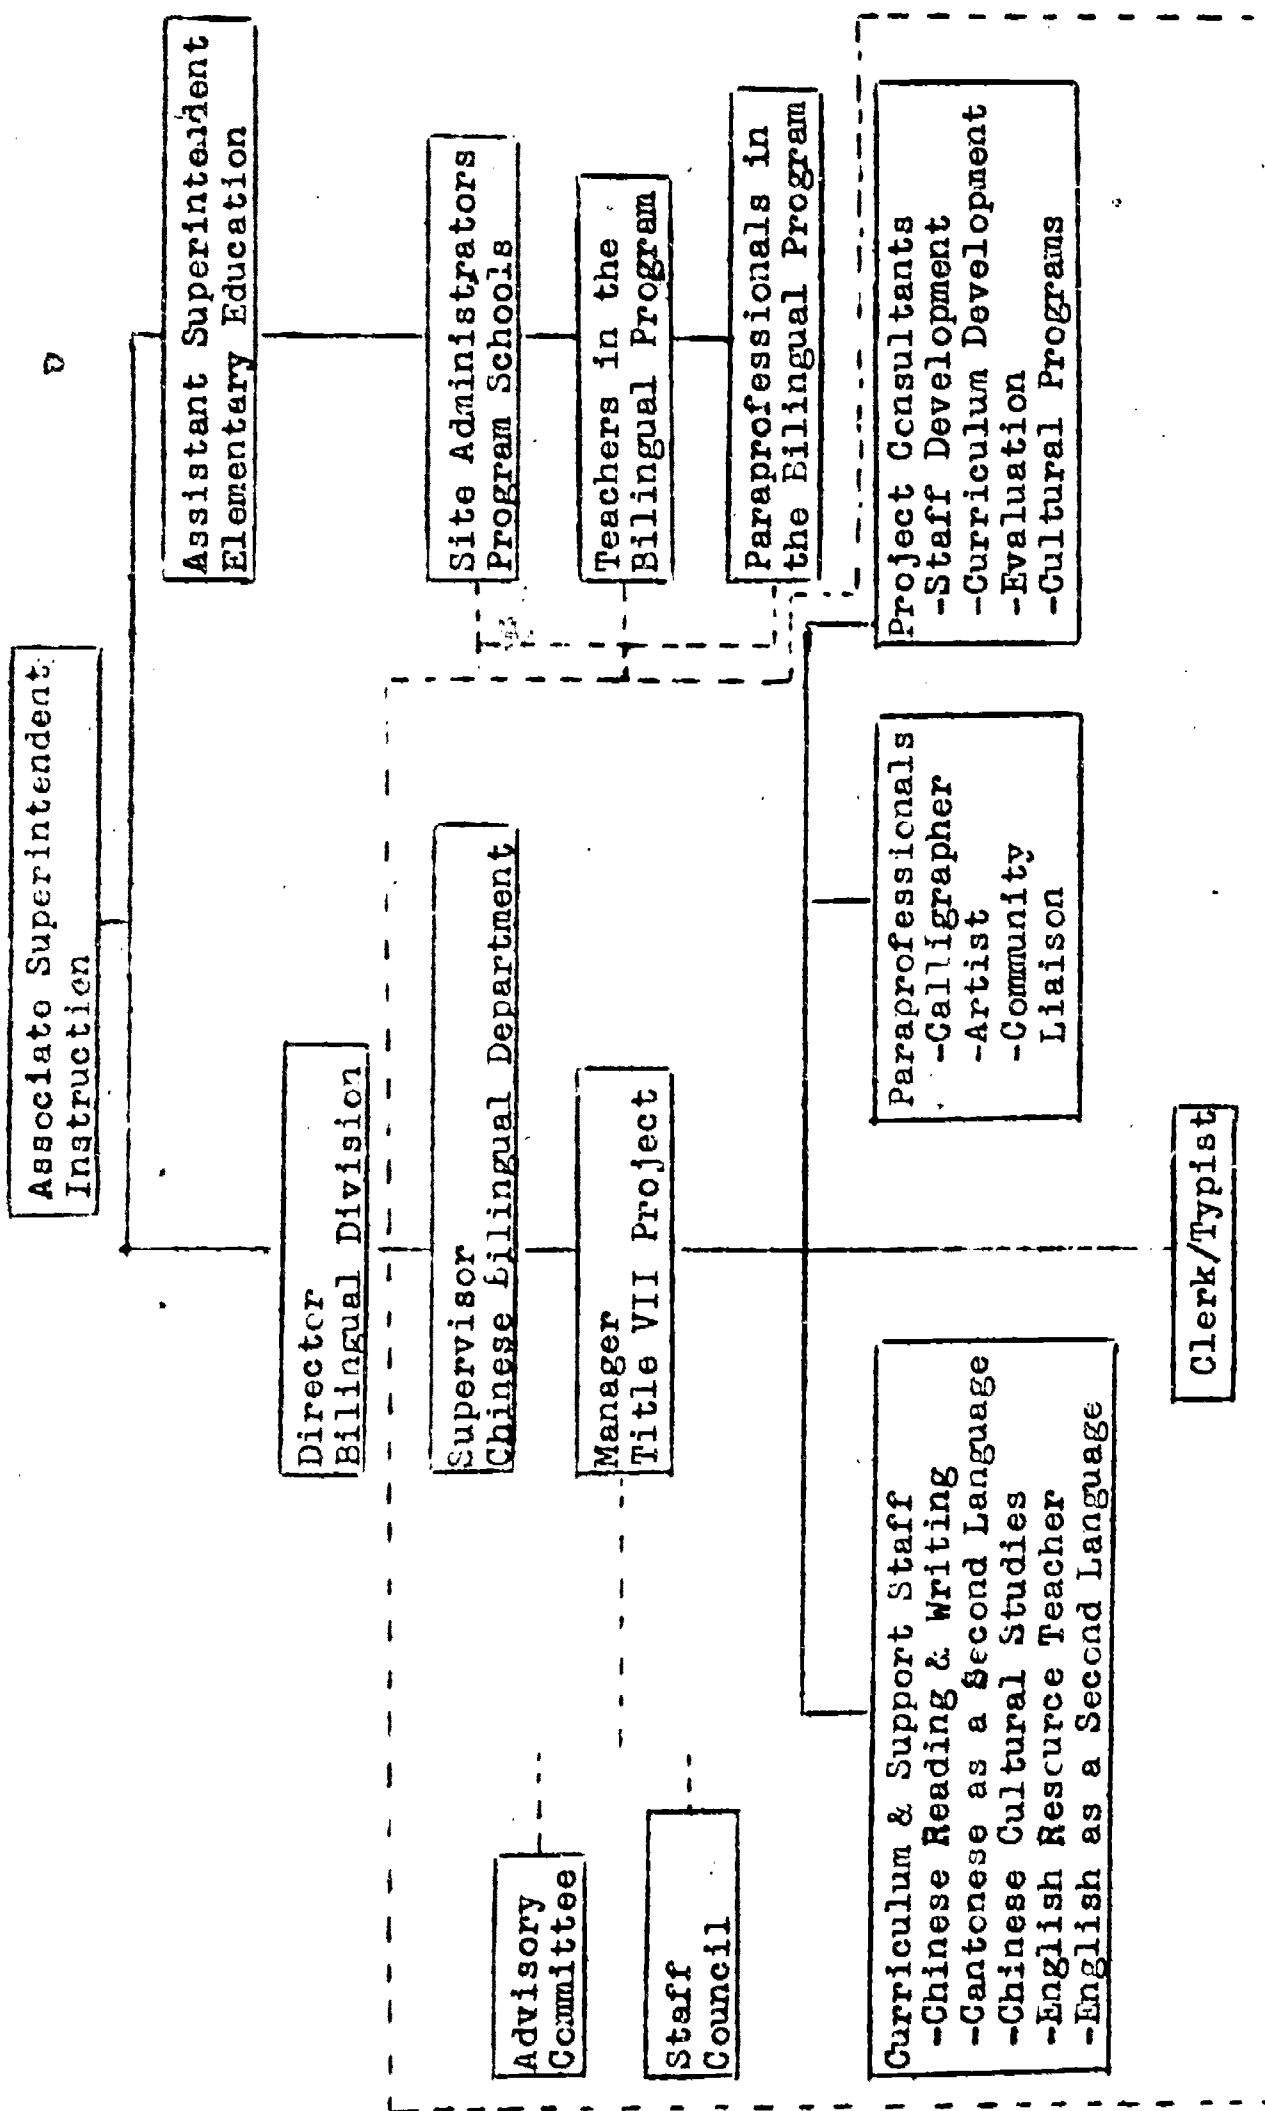 Associate Superintendent
Instruction
Assistant Superintendent
Elementary Education
Director
Bilingual Division
Supervisor
Chinese Bilingual Department
Site Administrators
Program Schools
Advisory
Committee
Manager
Title VII Project
Teachers in the
Bilingual Program
Staff
Council
Paraprofessionals in
the Bilingual Program
Curriculum & Support Staff
-Chinese Reading & Writing
-Cantonese as a Second Language
-Chinese Cultural Studies
-English Rescurce Teacher
-English as a Second Language
Paraprofessionals
-Calligrapher
-Artist
-Community
Liaison
Project Consultants
-Staff Development
-Curriculum Development
-Evaluation
-Cultural Programs
Clerk/Typist